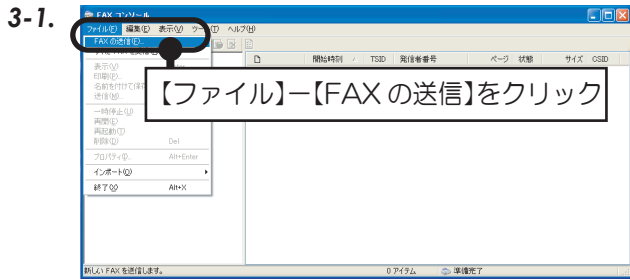 3-1.
FAX コンソール
ファイル(F) 編集(E) 表示(V) ツール(T) ヘルプ(H)
FAX の送信(E)...
開始時刻 TSID 発信者番号 ページ 状態 サイズ CSID
表示(V)
印刷(P)...
名前を付けて保存
送信(M)...
【ファイル】－【FAX の送信】をクリック
一時停止(U)
再開(E)
再起動(T)
削除(D) Del
プロパティ(I)... Alt+Enter
インポート(O)
終了(X) Alt+X
新しい FAX を送信します。 0 アイテム 準備完了